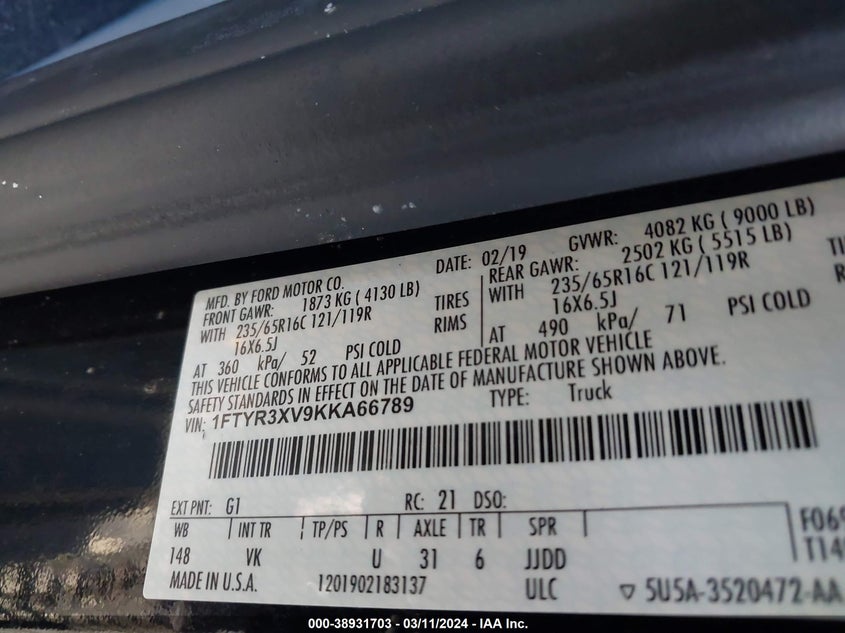 MFD. BY FORD MOTOR CO. DATE: 02/19 GVWR: 4082 KG ( 9000 LB)
FRONT GAWR: 1873 KG ( 4130 LB) REAR GAWR: 2502 KG ( 5515 LB)
WITH 235/65R16C 121/119R TIRES WITH 235/65R16C 121/119R
16X6.5J RIMS 16X6.5J
AT 360 kPa/ 52 PSI COLD AT 490 kPa/ 71 PSI COLD
THIS VEHICLE CONFORMS TO ALL APPLICABLE FEDERAL MOTOR VEHICLE
SAFETY STANDARDS IN EFFECT ON THE DATE OF MANUFACTURE SHOWN ABOVE.
VIN: 1FTYR3XV9KKA66789 TYPE: Truck
EXT PNT: G1 RC: 21 DSO:
WB INT TR TP/PS R AXLE TR SPR
148 VK U 31 6 JJDD
MADE IN U.S.A. 1201902183137 ULC ▽ 5U5A-3520472-AA
000-38931703 - 03/11/2024 - IAA Inc.